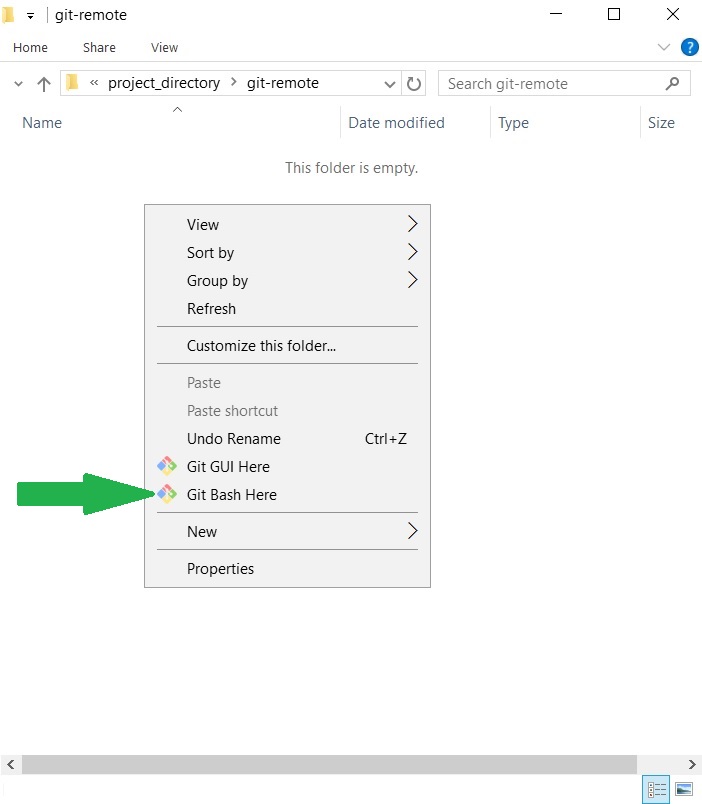 git-remote
Home Share View
?
« project_directory > git-remote Search git-remote
Name Date modified Type Size
This folder is empty.
View
Sort by
Group by
Refresh
Customize this folder...
Paste
Paste shortcut
Undo Rename Ctrl+Z
Git GUI Here
Git Bash Here
New
Properties